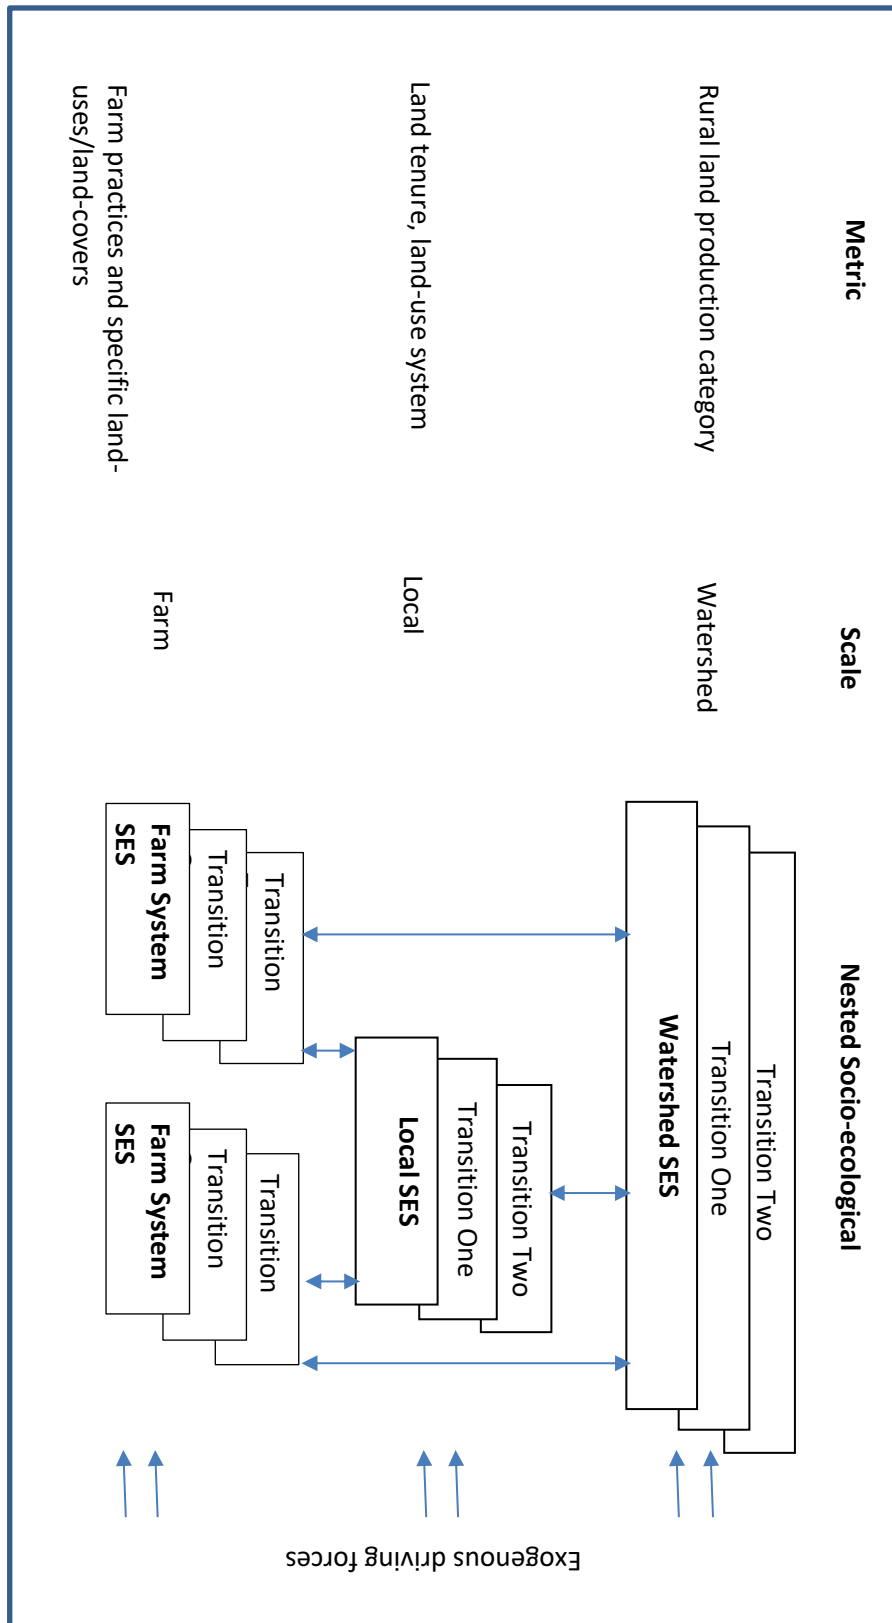 Metric
Scale
Nested Socio-ecological
Rural land production category
Watershed
Transition Two
Transition One
Watershed SES
Land tenure, land-use system
Local
Transition Two
Transition One
Local SES
Farm practices and specific land-
uses/land-covers
Farm
Transition
Transition
Farm System
SES
Transition
Transition
Farm System
SES
Exogenous driving forces